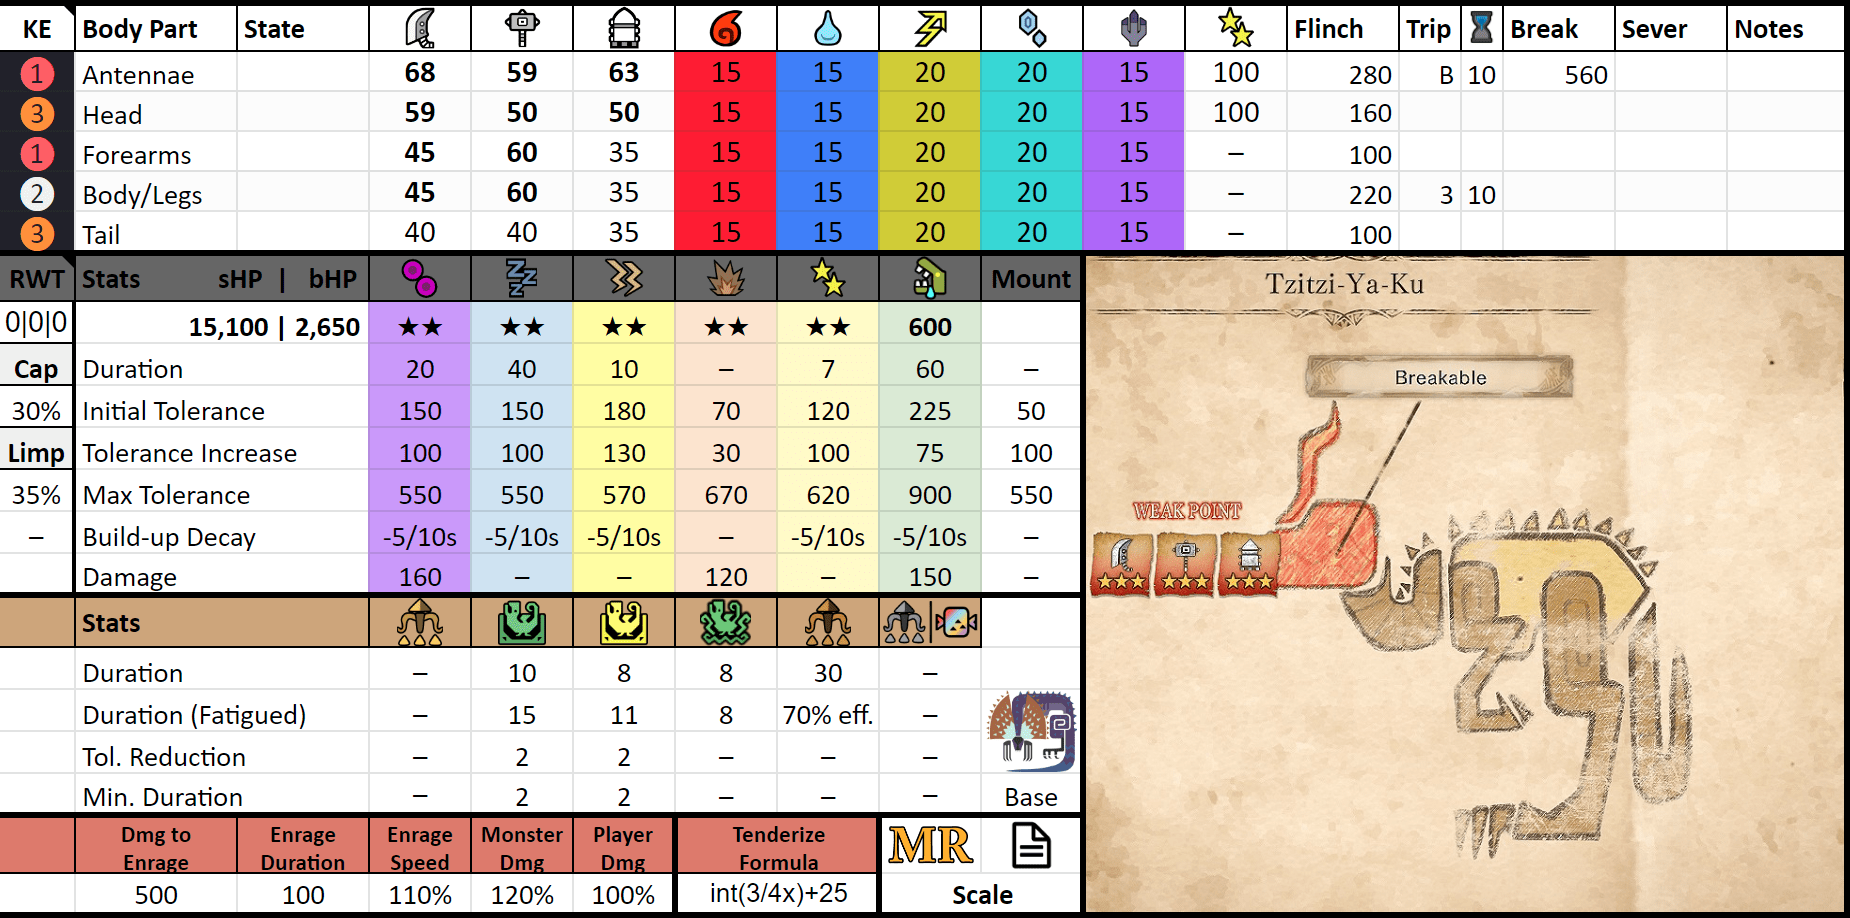 KE Body Part State Flinch Trip Break Sever Notes
1 Antennae 68 59 63 15 15 20 20 15 100 280 B 10 560
3 Head 59 50 50 15 15 20 20 15 100 160
1 Forearms 45 60 35 15 15 20 20 15 – 100
2 Body/Legs 45 60 35 15 15 20 20 15 – 220 3 10
3 Tail 40 40 35 15 15 20 20 15 – 100
RWT Stats sHP | bHP Mount
0|0|0 15,100 | 2,650 ★★ ★★ ★★ ★★ ★★ 600
Cap Duration 20 40 10 – 7 60 –
30% Initial Tolerance 150 150 180 70 120 225 50
Limp Tolerance Increase 100 100 130 30 100 75 100
35% Max Tolerance 550 550 570 670 620 900 550
– Build-up Decay -5/10s -5/10s -5/10s – -5/10s -5/10s –
Damage 160 – – 120 – 150 –
Stats
Duration – 10 8 8 30 –
Duration (Fatigued) – 15 11 8 70% eff. –
Tol. Reduction – 2 2 – – –
Min. Duration – 2 2 – – – Base
Dmg to Enrage Enrage Duration Enrage Speed Monster Dmg Player Dmg Tenderize Formula MR
500 100 110% 120% 100% int(3/4x)+25 Scale
Tzitzi-Ya-Ku
Breakable
WEAK POINT